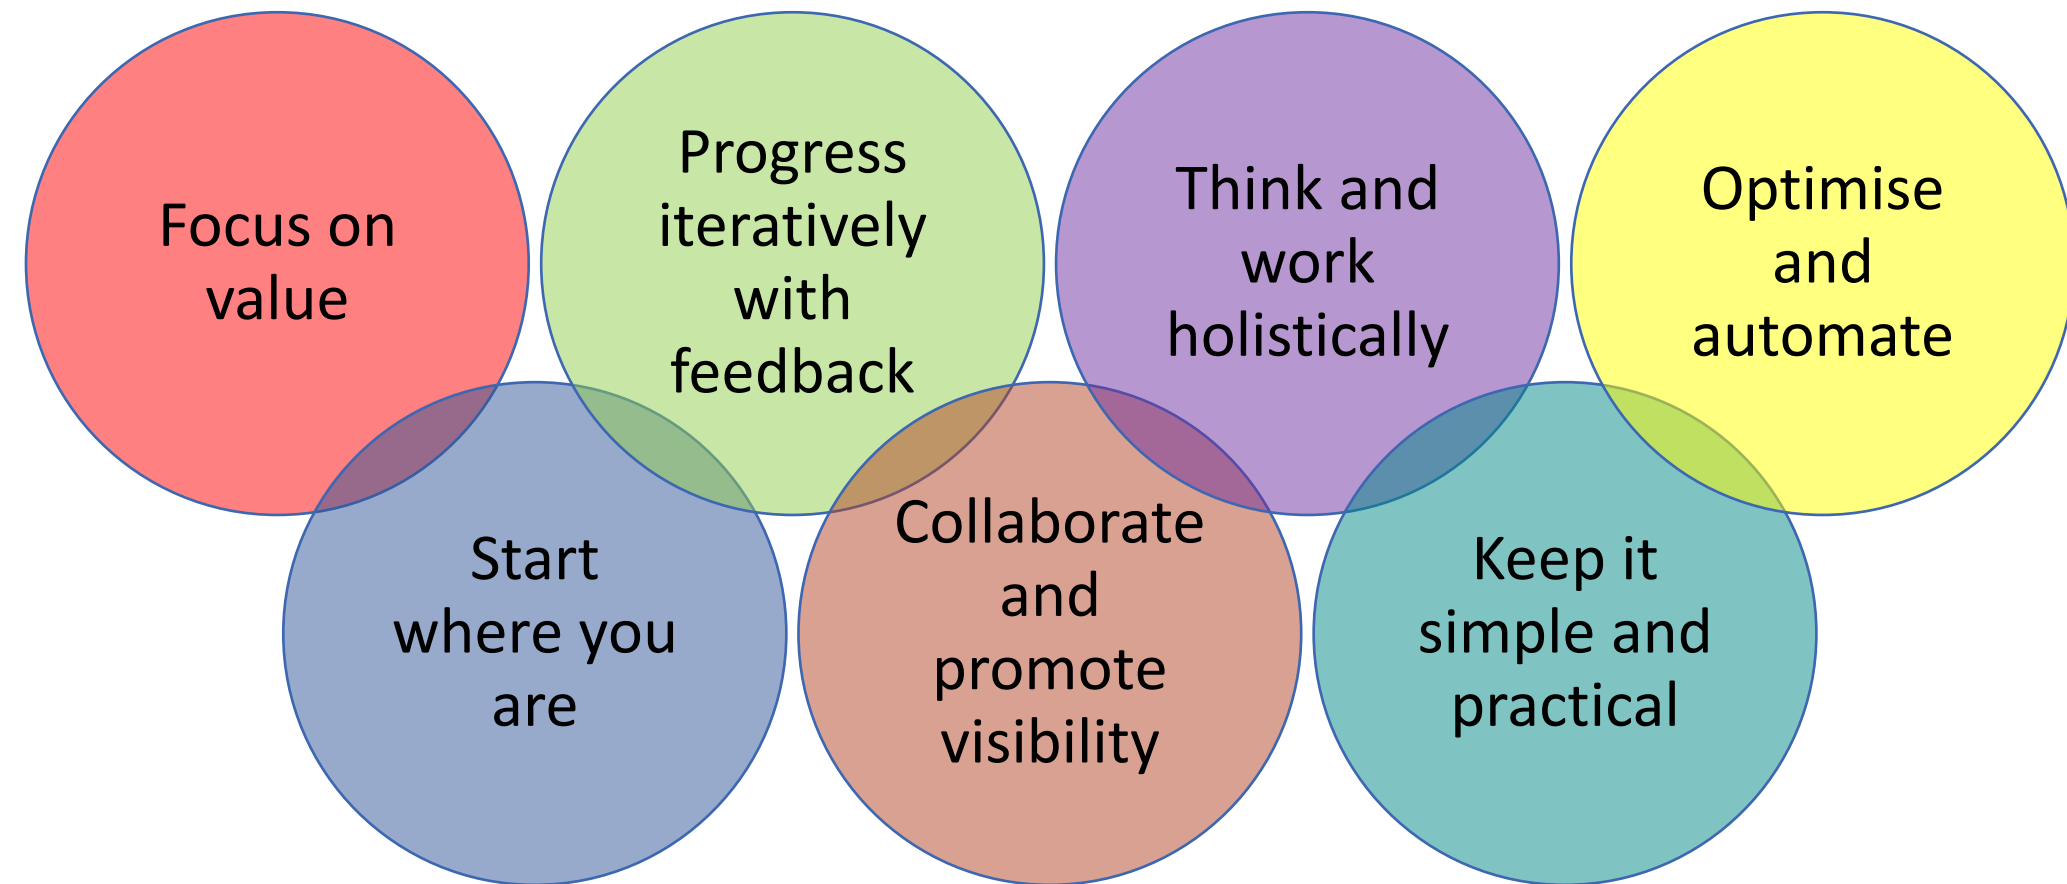 Focus on
value
Start
where you
are
Progress
iteratively
with
feedback
Collaborate
and
promote
visibility
Think and
work
holistically
Keep it
simple and
practical
Optimise
and
automate